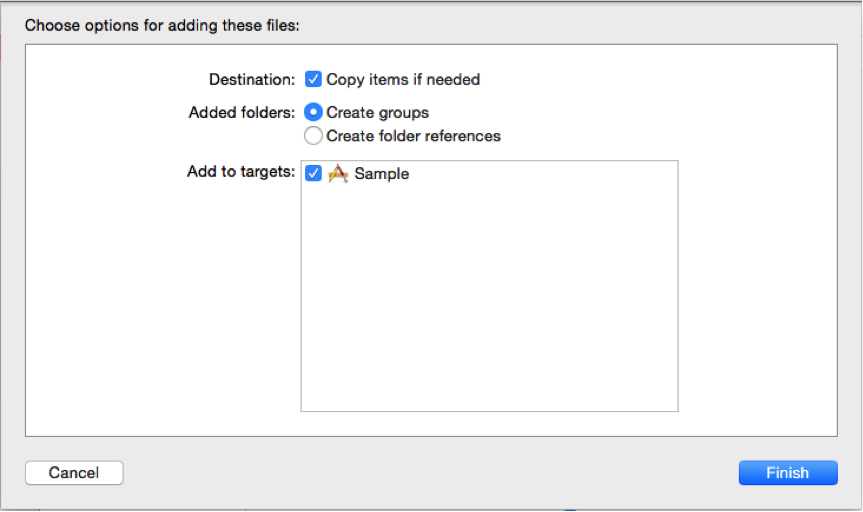 Choose options for adding these files:
Destination: Copy items if needed
Added folders: Create groups
Create folder references
Add to targets: Sample
Cancel Finish